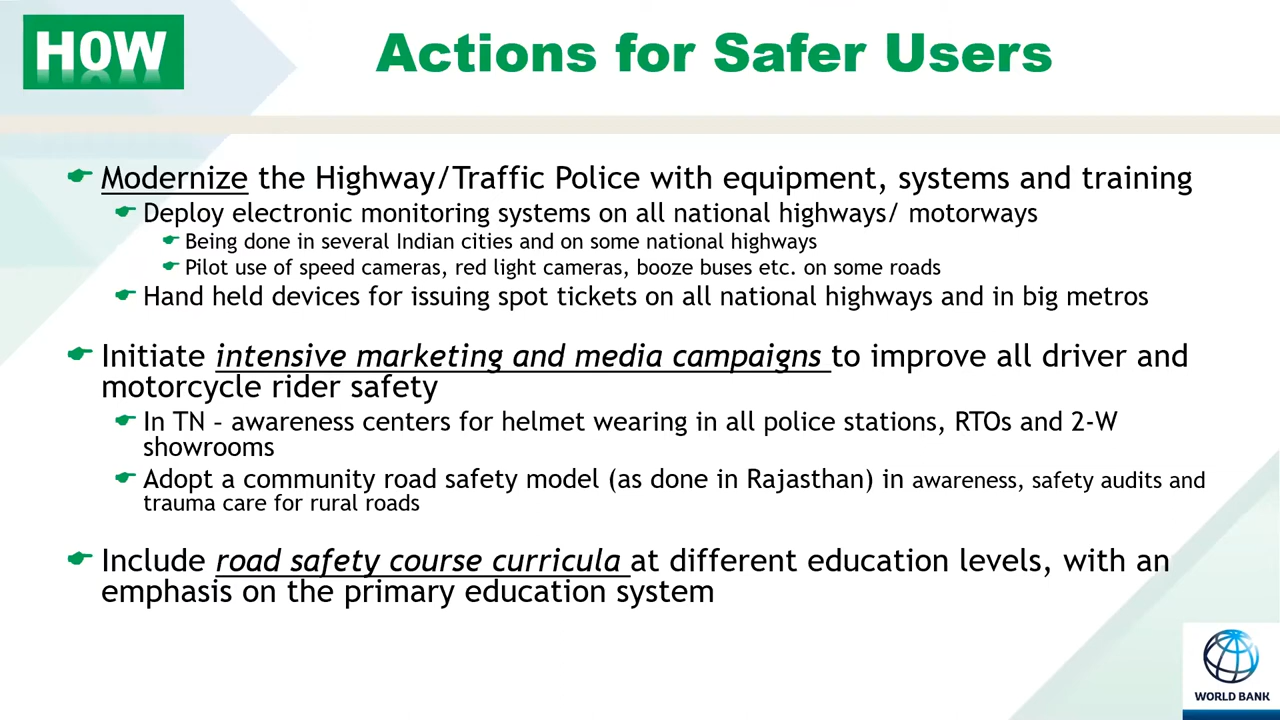 HOW
Actions for Safer Users
Modernize the Highway/Traffic Police with equipment, systems and training
Deploy electronic monitoring systems on all national highways/ motorways
Being done in several Indian cities and on some national highways
Pilot use of speed cameras, red light cameras, booze buses etc. on some roads
Hand held devices for issuing spot tickets on all national highways and in big metros
Initiate intensive marketing and media campaigns to improve all driver and
motorcycle rider safety
In TN – awareness centers for helmet wearing in all police stations, RTOs and 2-W
showrooms
Adopt a community road safety model (as done in Rajasthan) in awareness, safety audits and
trauma care for rural roads
Include road safety course curricula at different education levels, with an
emphasis on the primary education system
WORLD BANK